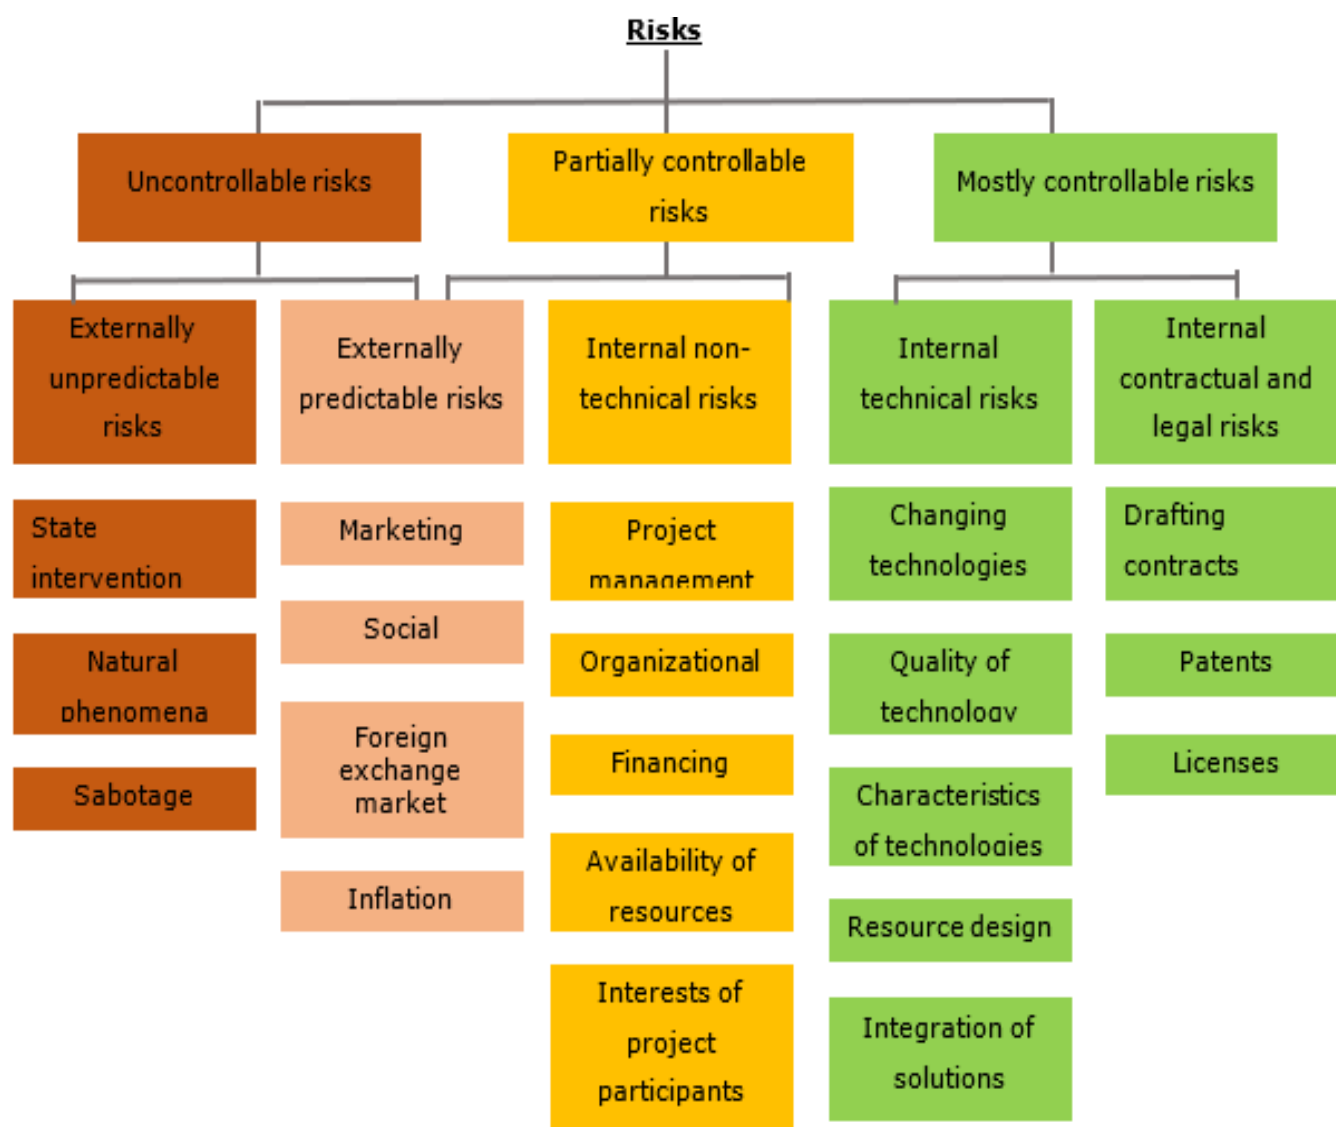 Risks
Uncontrollable risks
Partially controllable
risks
Mostly controllable risks
Externally
unpredictable
risks
Externally
predictable risks
Internal non-
technical risks
Internal
technical risks
Internal
contractual and
legal risks
State
intervention
Natural
phenomena
Sabotage
Marketing
Social
Foreign
exchange
market
Inflation
Project
management
Organizational
Financing
Availability of
resources
Interests of
project
participants
Changing
technologies
Quality of
technology
Characteristics
of technologies
Resource design
Integration of
solutions
Drafting
contracts
Patents
Licenses